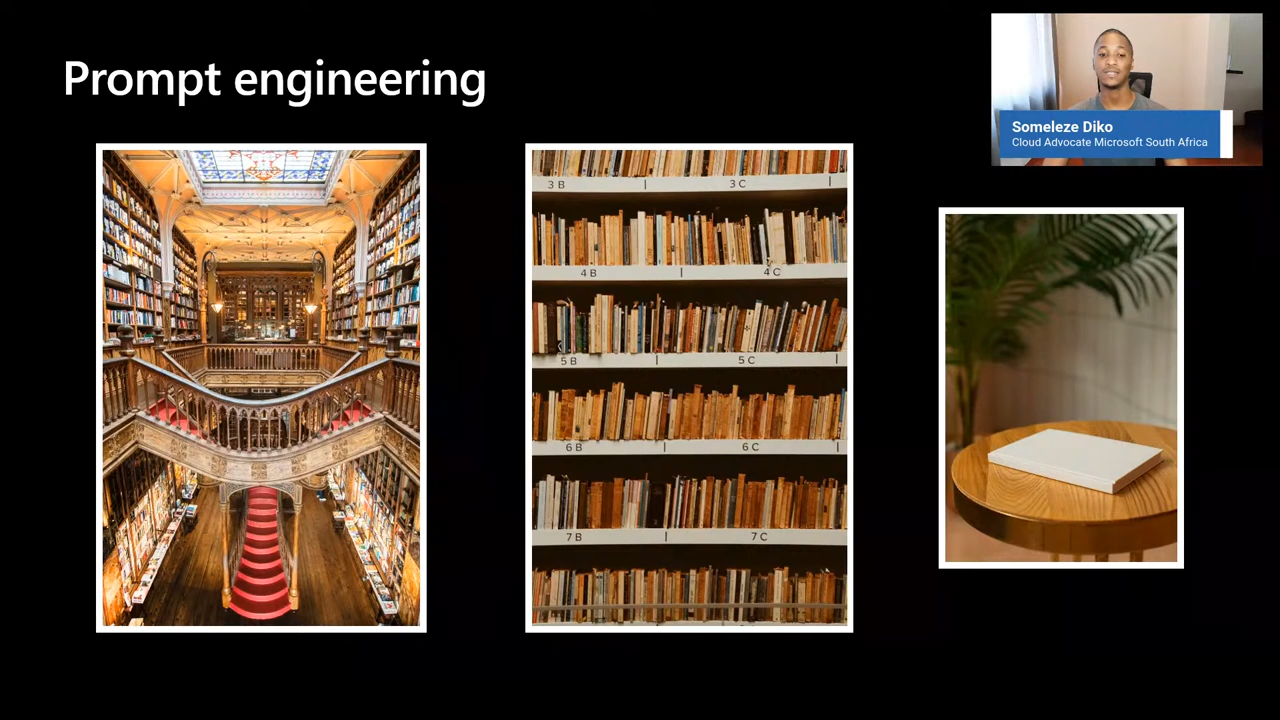 Prompt engineering
Someleze Diko
Cloud Advocate Microsoft South Africa
3 B
3 C
4 B
4 C
5 B
5 C
6 B
6 C
7 B
7 C